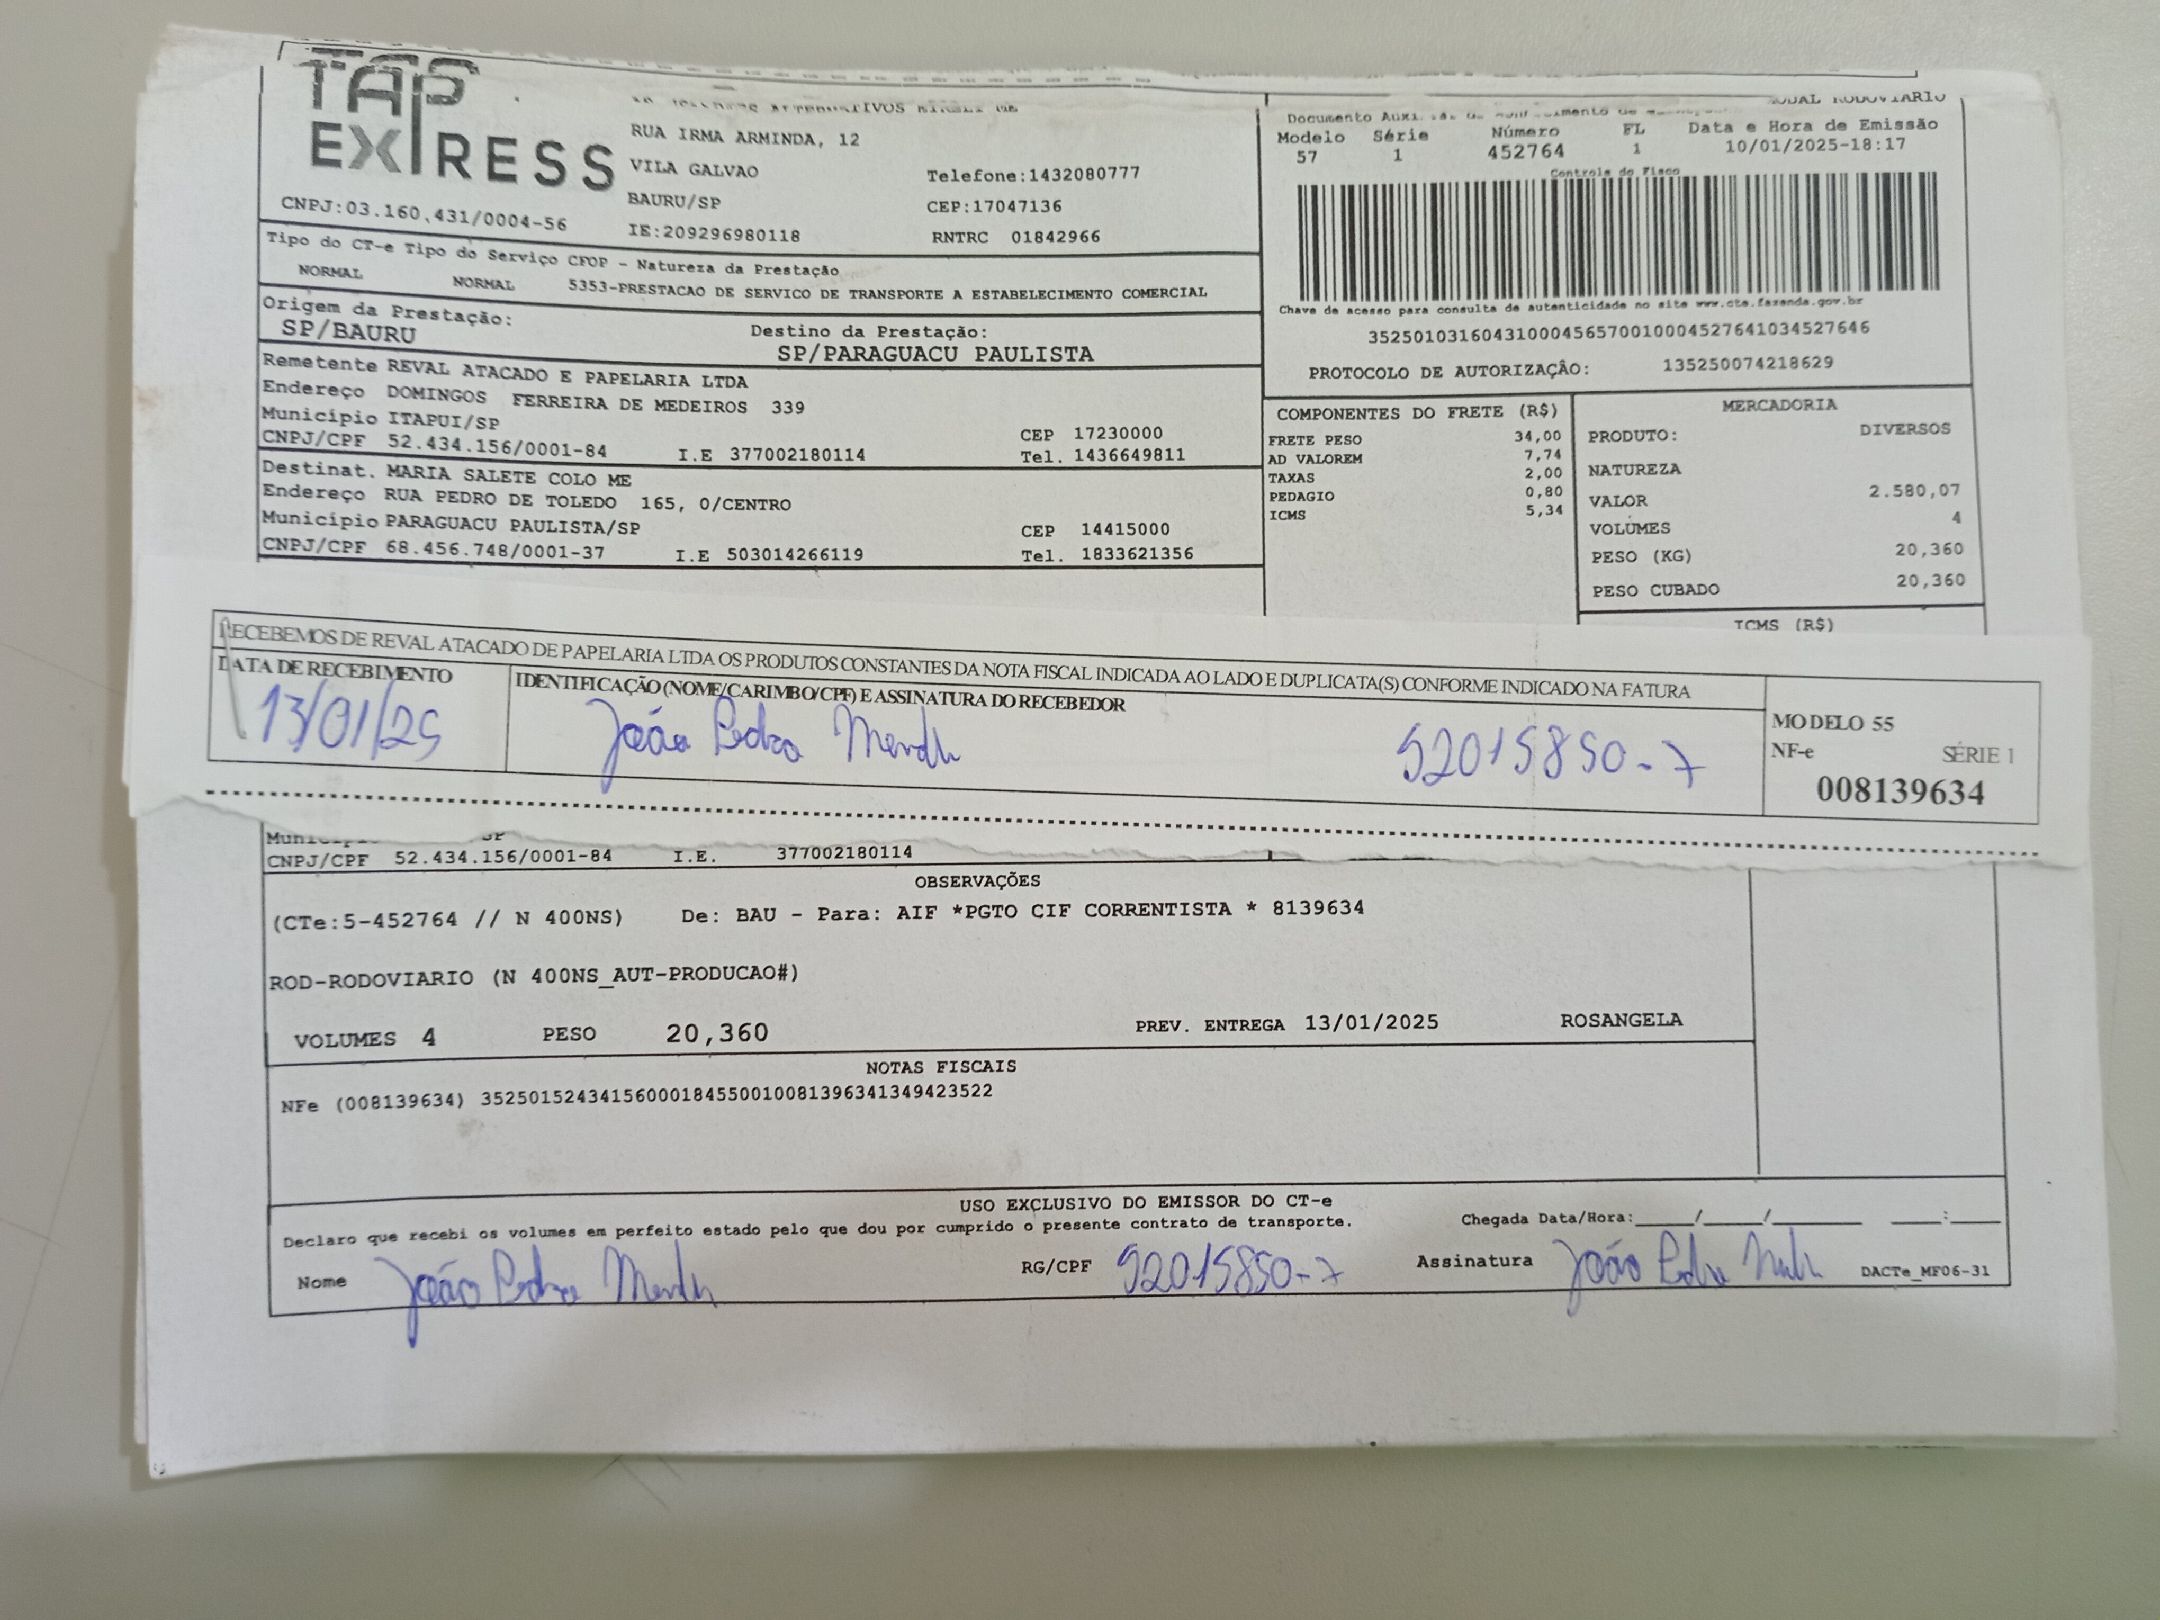 TAP
EXPRESS
RUA IRMA ARMINDA, 12
VILA GALVAO
Telefone:1432080777
BAURU/SP
CEP:17047136
CNPJ:03.160.431/0004-56
IE:209296980118
RNTRC 01842966
Tipo do CT-e Tipo do Serviço CFOP - Natureza da Prestação
NORMAL NORMAL 5353-PRESTACAO DE SERVICO DE TRANSPORTE A ESTABELECIMENTO COMERCIAL
Origem da Prestação:
SP/BAURU
Destino da Prestação:
SP/PARAGUACU PAULISTA
Remetente REVAL ATACADO E PAPELARIA LTDA
Endereço DOMINGOS FERREIRA DE MEDEIROS 339
Município ITAPUI/SP CEP 17230000
CNPJ/CPF 52.434.156/0001-84 I.E 377002180114 Tel. 1436649811
Destinat. MARIA SALETE COLO ME
Endereço RUA PEDRO DE TOLEDO 165, 0/CENTRO
Município PARAGUACU PAULISTA/SP CEP 14415000
CNPJ/CPF 68.456.748/0001-37 I.E 503014266119 Tel. 1833621356
RODOVIARIO
Documento
Modelo Série Número FL Data e Hora de Emissão
57 1 452764 1 10/01/2025-18:17
Controle do Fisco
Chave de acesso para consulta de autenticidade no site www.cte.fazenda.gov.br
35250103160431000456570010004527641034527646
PROTOCOLO DE AUTORIZAÇÂO: 135250074218629
COMPONENTES DO FRETE (R$)
FRETE PESO 34,00
AD VALOREM 7,74
TAXAS 2,00
PEDAGIO 0,80
ICMS 5,34
MERCADORIA
PRODUTO: DIVERSOS
NATUREZA
VALOR 2.580,07
VOLUMES 4
PESO (KG) 20,360
PESO CUBADO 20,360
ICMS (R$)
RECEBEMOS DE REVAL ATACADO DE PAPELARIA LTDA OS PRODUTOS CONSTANTES DA NOTA FISCAL INDICADA AO LADO E DUPLICATA(S) CONFORME INDICADO NA FATURA
DATA DE RECEBIMENTO
13/01/25
IDENTIFICAÇÃO (NOME/CARIMBO/CPF) E ASSINATURA DO RECEBEDOR
João Pedro 52015850-7
MODELO 55
NF-e SÉRIE 1
008139634
CNPJ/CPF 52.434.156/0001-84 I.E. 377002180114
OBSERVAÇÕES
(CTe:5-452764 // N 400NS) De: BAU - Para: AIF *PGTO CIF CORRENTISTA * 8139634
ROD-RODOVIARIO (N 400NS_AUT-PRODUCAO#)
VOLUMES 4 PESO 20,360 PREV. ENTREGA 13/01/2025 ROSANGELA
NOTAS FISCAIS
NFe (008139634) 35250152434156000184550010081396341349423522
USO EXCLUSIVO DO EMISSOR DO CT-e
Declaro que recebi os volumes em perfeito estado pelo que dou por cumprido o presente contrato de transporte.
Chegada Data/Hora:____/____/______ ___:___
Nome João Pedro RG/CPF 52015850-7 Assinatura João Pedro DACTe_MF06-31